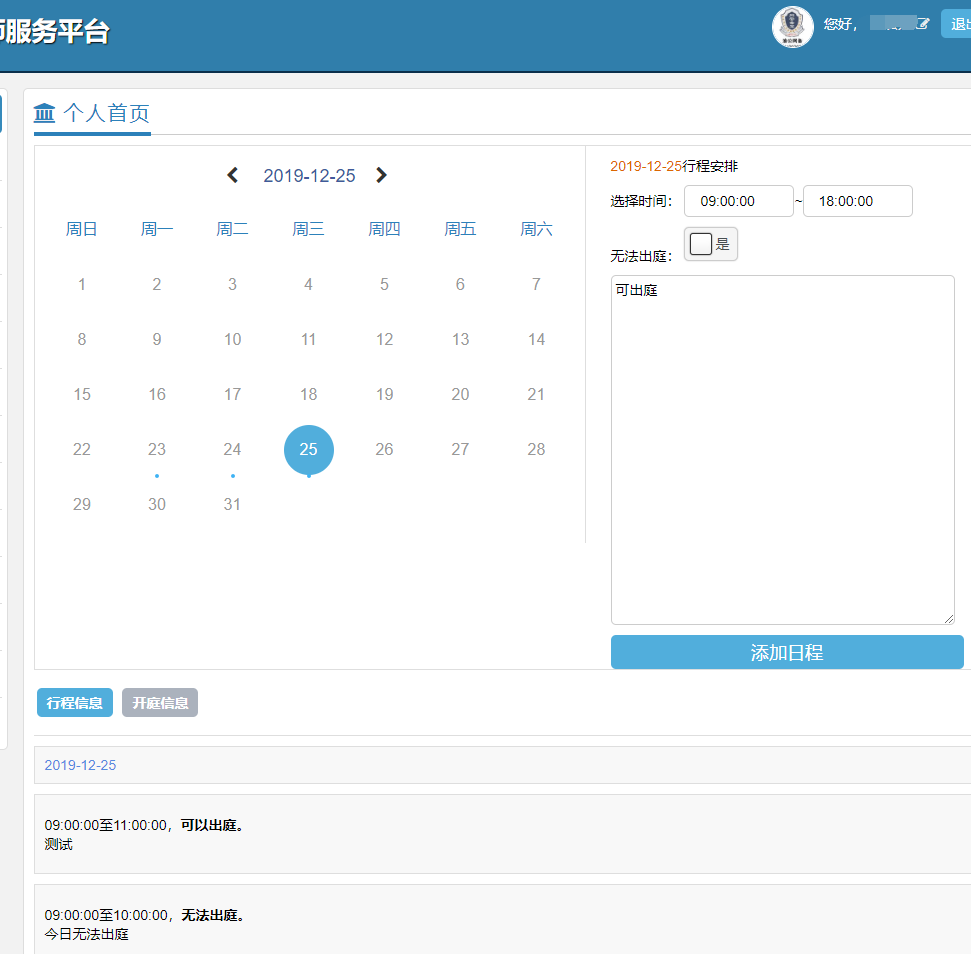 服务平台
您好，
个人首页
2019-12-25
周日 周一 周二 周三 周四 周五 周六
1 2 3 4 5 6 7
8 9 10 11 12 13 14
15 16 17 18 19 20 21
22 23 24 25 26 27 28
29 30 31
2019-12-25行程安排
选择时间： 09:00:00 ~ 18:00:00
无法出庭： 是
可出庭
添加日程
行程信息 开庭信息
2019-12-25
09:00:00至11:00:00，可以出庭。
测试
09:00:00至10:00:00，无法出庭。
今日无法出庭